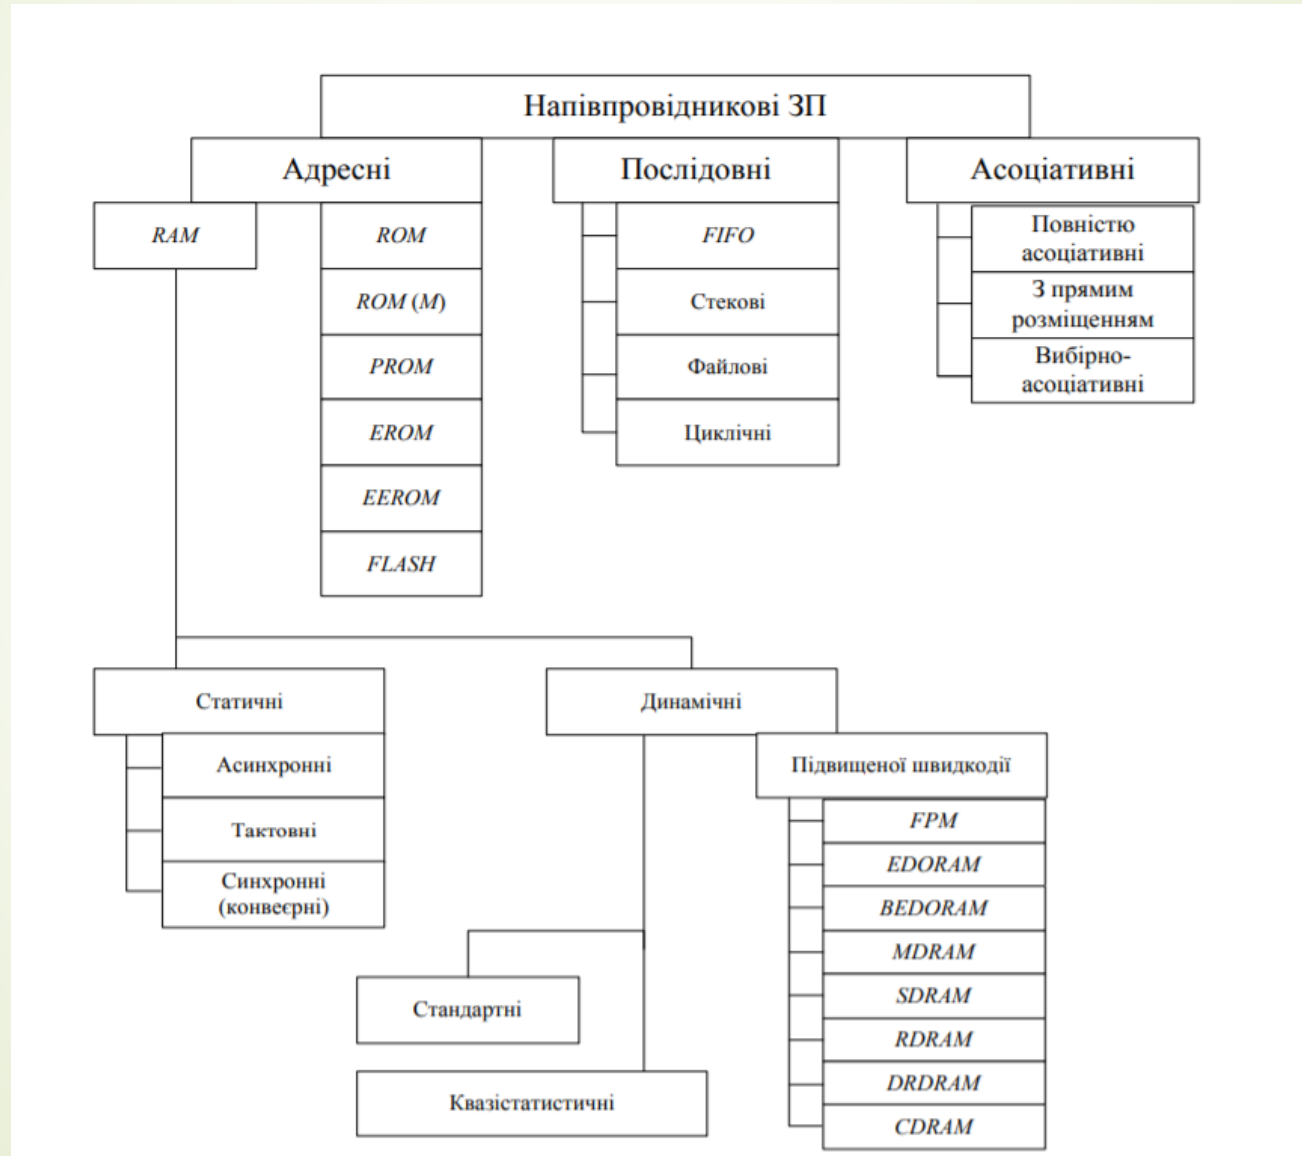 Напівпровідникові ЗП
Адресні
Послідовні
Асоціативні
RAM
ROM
ROM (M)
PROM
EROM
EEROM
FLASH
FIFO
Стекові
Файлові
Циклічні
Повністю
асоціативні
З прямим
розміщенням
Вибірно-
асоціативні
Статичні
Асинхронні
Тактовні
Синхронні
(конвеєрні)
Динамічні
Стандартні
Квазістатистичні
Підвищеної швидкодії
FPM
EDORAM
BEDORAM
MDRAM
SDRAM
RDRAM
DRDRAM
CDRAM